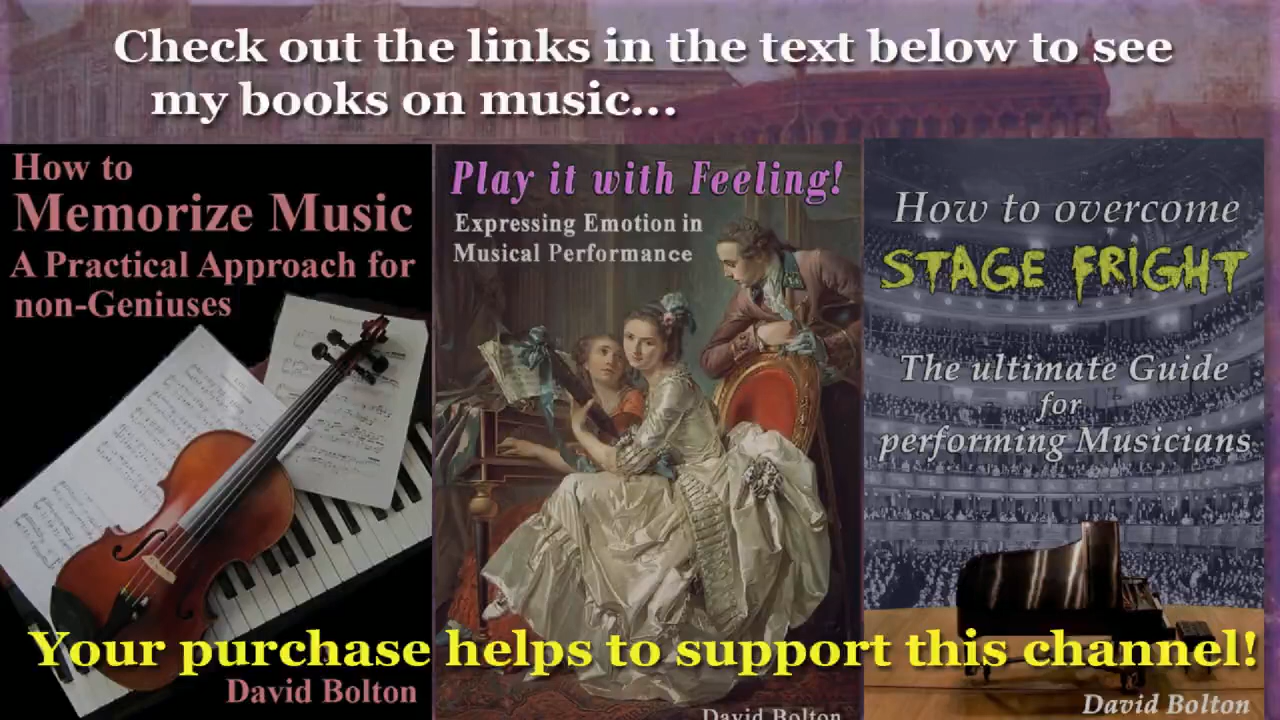 Check out the links in the text below to see
my books on music...
How to
Memorize Music
A Practical Approach for
non-Geniuses
Play it with Feeling!
Expressing Emotion in
Musical Performance
How to overcome
STAGE FRIGHT
The ultimate Guide
for
performing Musicians
Your purchase helps to support this channel!
David Bolton
David Bolton
David Bolton